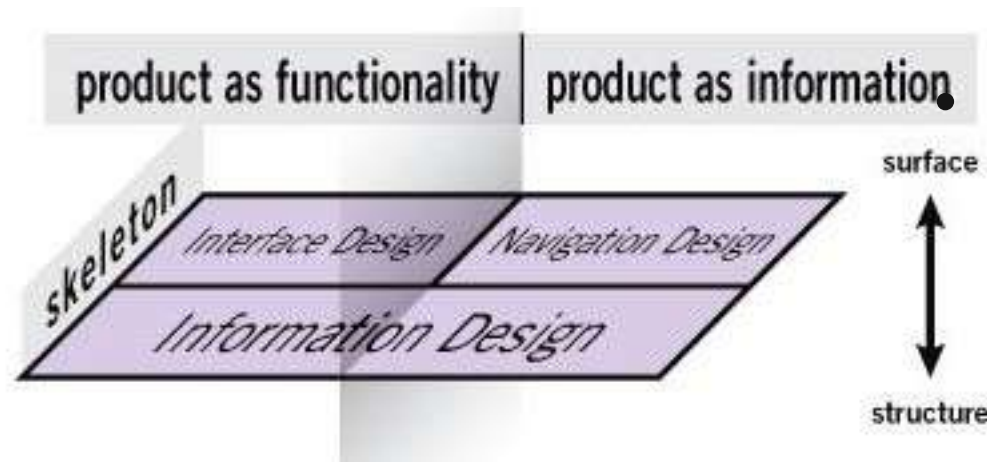 product as functionality
product as information
surface
skeleton
Interface Design
Navigation Design
Information Design
structure